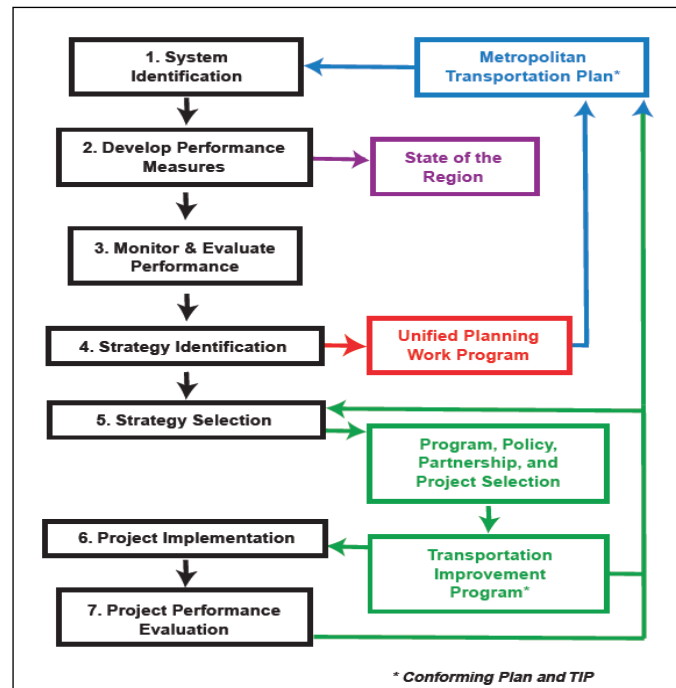 1. System
Identification
Metropolitan
Transportation Plan*
2. Develop Performance
Measures
State of the
Region
3. Monitor & Evaluate
Performance
4. Strategy Identification
Unified Planning
Work Program
5. Strategy Selection
Program, Policy,
Partnership, and
Project Selection
6. Project Implementation
Transportation
Improvement
Program*
7. Project Performance
Evaluation
* Conforming Plan and TIP